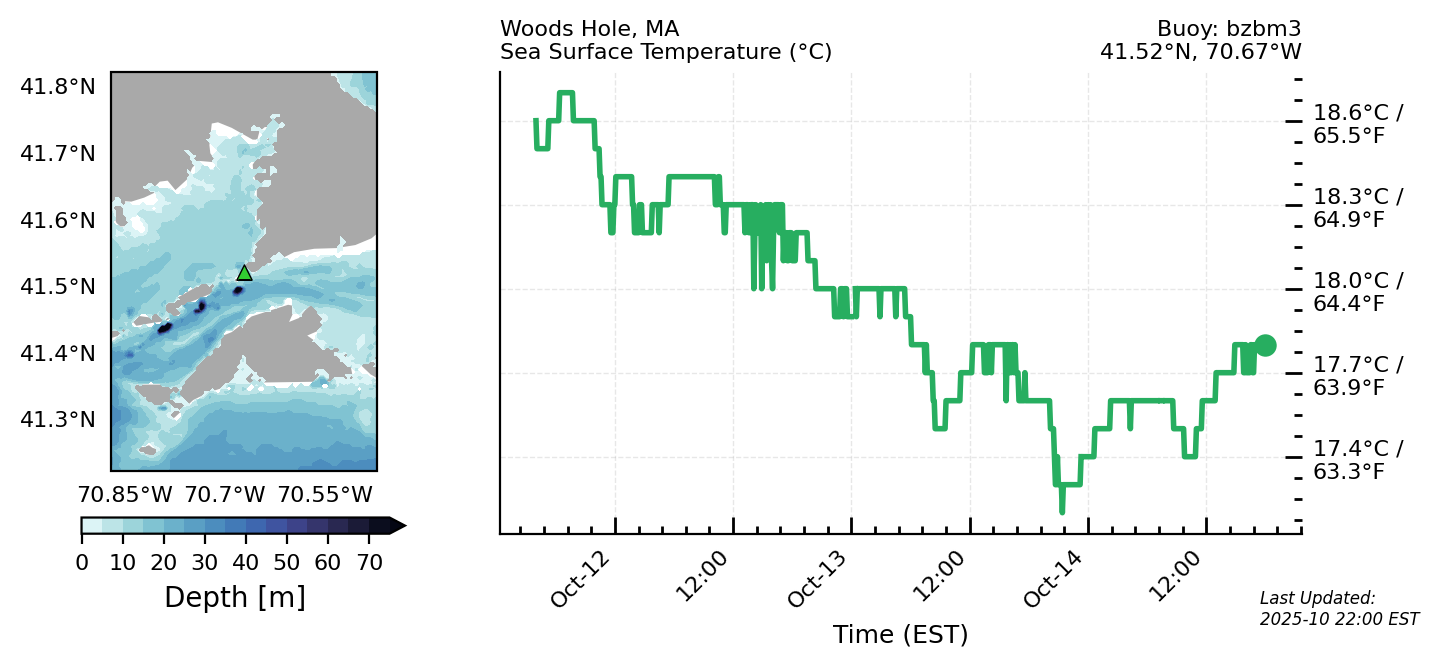 Woods Hole, MA
Sea Surface Temperature (°C)
Buoy: bzbm3
41.52°N, 70.67°W
41.8°N
41.7°N
41.6°N
41.5°N
41.4°N
41.3°N
70.85°W 70.7°W 70.55°W
0 10 20 30 40 50 60 70
Depth [m]
18.6°C /
65.5°F
18.3°C /
64.9°F
18.0°C /
64.4°F
17.7°C /
63.9°F
17.4°C /
63.3°F
Oct-12 12:00 Oct-13 12:00 Oct-14 12:00
Time (EST)
Last Updated:
2025-10 22:00 EST